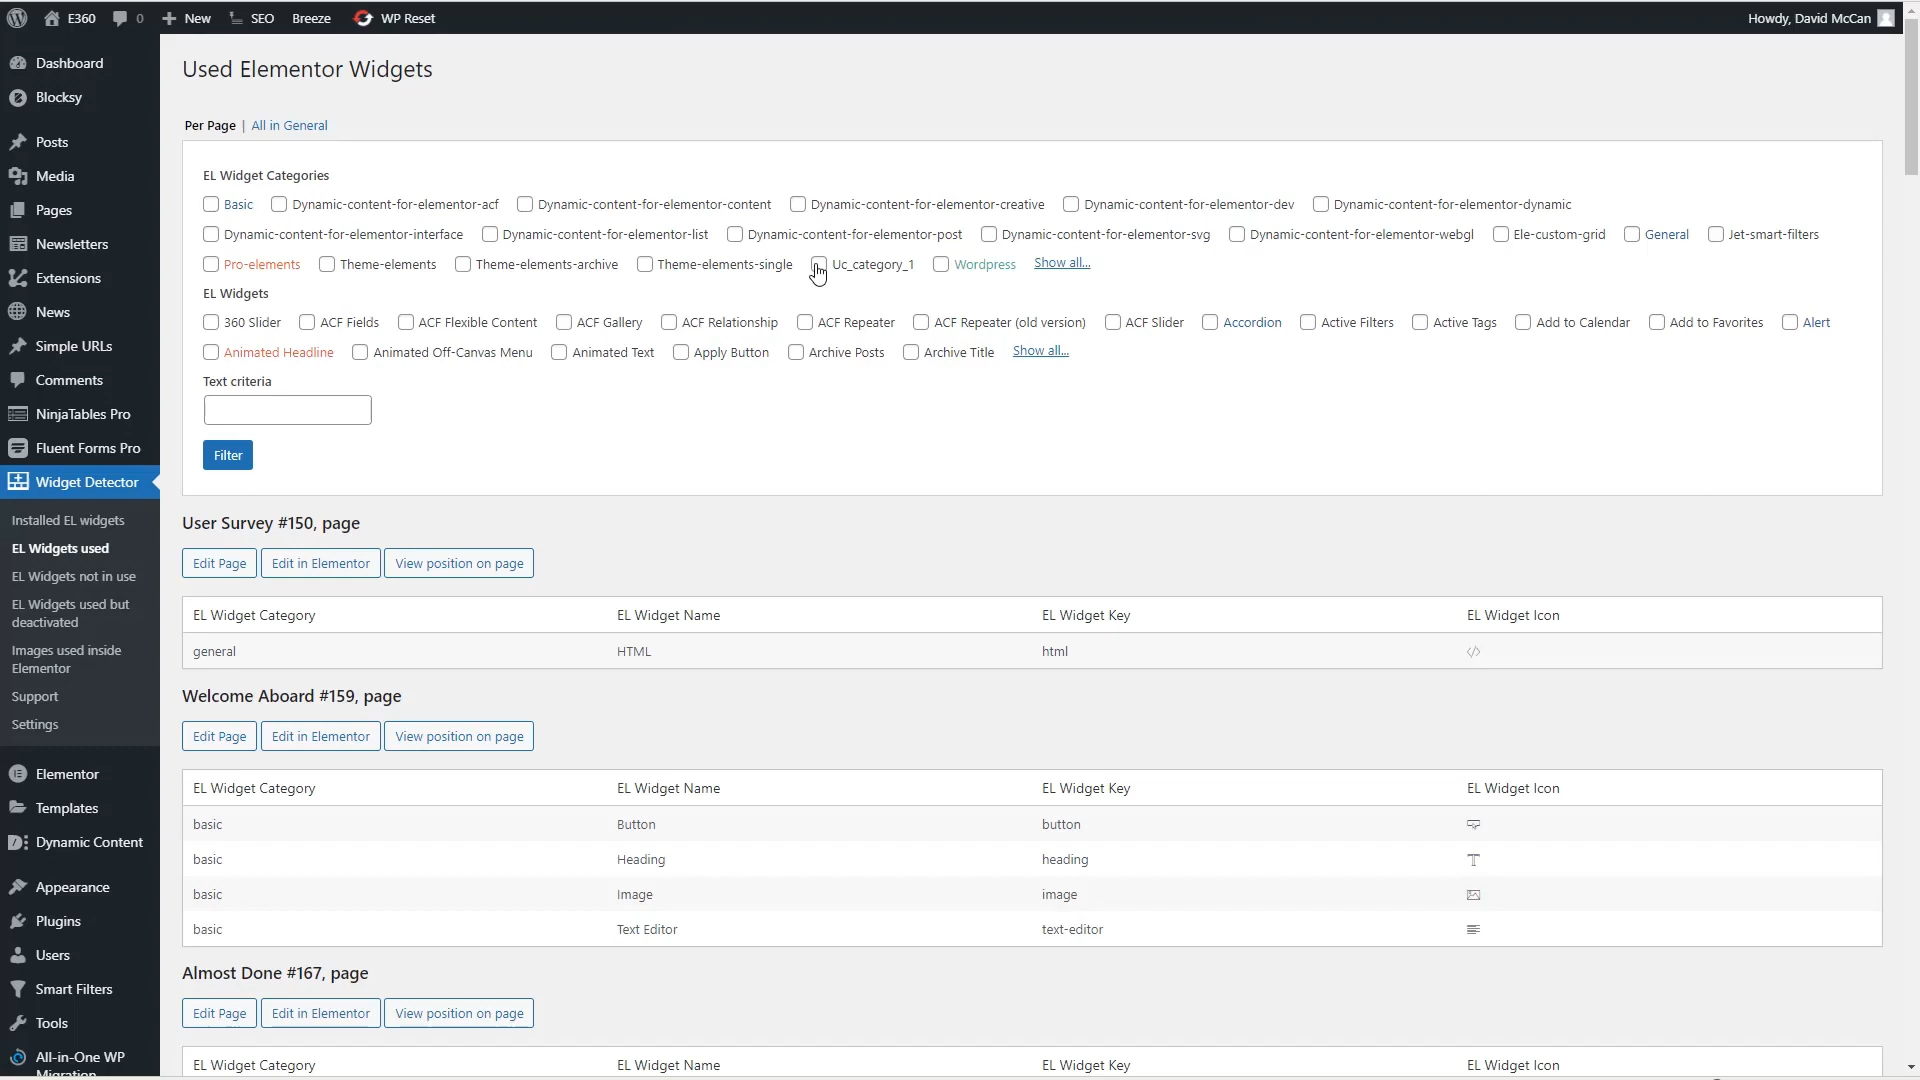 E360 0 New SEO Breeze WP Reset Howdy, David McCan
Dashboard
Blocksy
Posts
Media
Pages
Newsletters
Extensions
News
Simple URLs
Comments
NinjaTables Pro
Fluent Forms Pro
Widget Detector
Installed EL widgets
EL Widgets used
EL Widgets not in use
EL Widgets used but
deactivated
Images used inside
Elementor
Support
Settings
Elementor
Templates
Dynamic Content
Appearance
Plugins
Users
Smart Filters
Tools
All-in-One WP
Migration
Used Elementor Widgets
Per Page | All in General
EL Widget Categories
Basic Dynamic-content-for-elementor-acf Dynamic-content-for-elementor-content Dynamic-content-for-elementor-creative Dynamic-content-for-elementor-dev Dynamic-content-for-elementor-dynamic
Dynamic-content-for-elementor-interface Dynamic-content-for-elementor-list Dynamic-content-for-elementor-post Dynamic-content-for-elementor-svg Dynamic-content-for-elementor-webgl Ele-custom-grid General Jet-smart-filters
Pro-elements Theme-elements Theme-elements-archive Theme-elements-single Uc_category_1 Wordpress Show all...
EL Widgets
360 Slider ACF Fields ACF Flexible Content ACF Gallery ACF Relationship ACF Repeater ACF Repeater (old version) ACF Slider Accordion Active Filters Active Tags Add to Calendar Add to Favorites Alert
Animated Headline Animated Off-Canvas Menu Animated Text Apply Button Archive Posts Archive Title Show all...
Text criteria
Filter
User Survey #150, page
Edit Page Edit in Elementor View position on page
EL Widget Category EL Widget Name EL Widget Key EL Widget Icon
general HTML html
Welcome Aboard #159, page
Edit Page Edit in Elementor View position on page
EL Widget Category EL Widget Name EL Widget Key EL Widget Icon
basic Button button
basic Heading heading
basic Image image
basic Text Editor text-editor
Almost Done #167, page
Edit Page Edit in Elementor View position on page
EL Widget Category EL Widget Name EL Widget Key EL Widget Icon